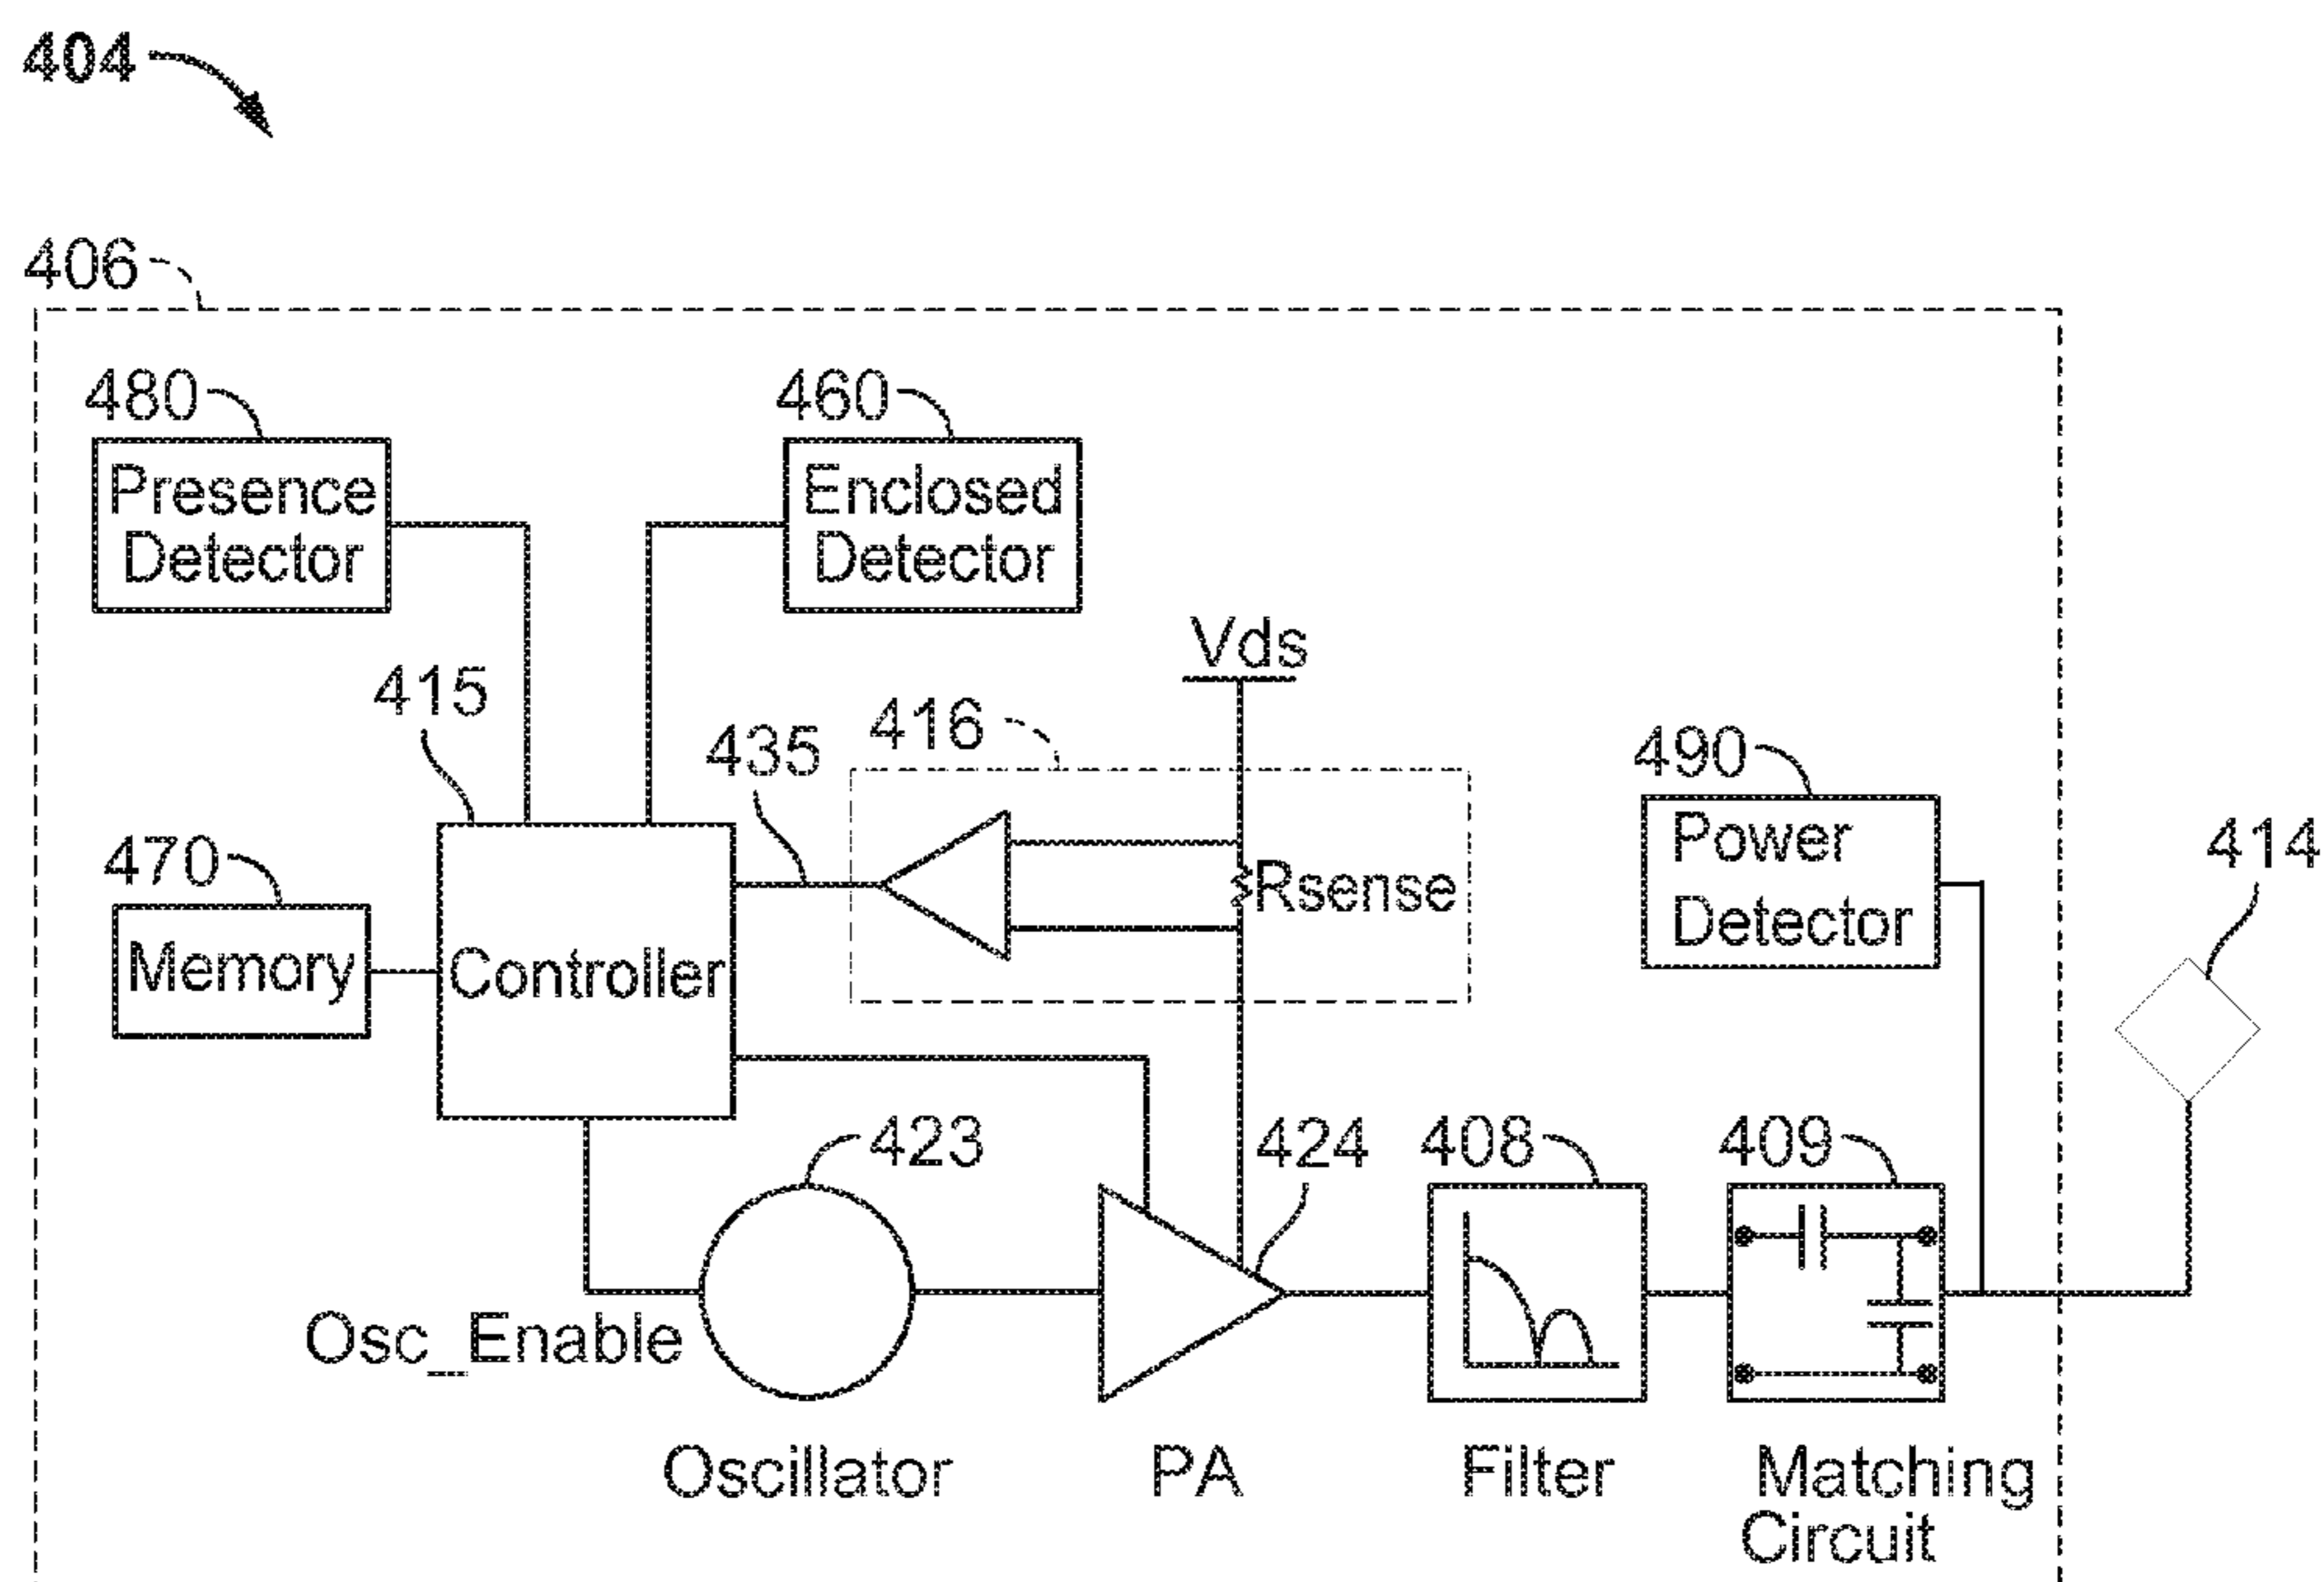 404
406
480
460
Presence
Detector
Enclosed
Detector
Vds
415
416
435
490
Power
Detector
414
470
Rsense
Memory
Controller
423
424
408
409
Osc_Enable
Oscillator
PA
Filter
Matching
Circuit